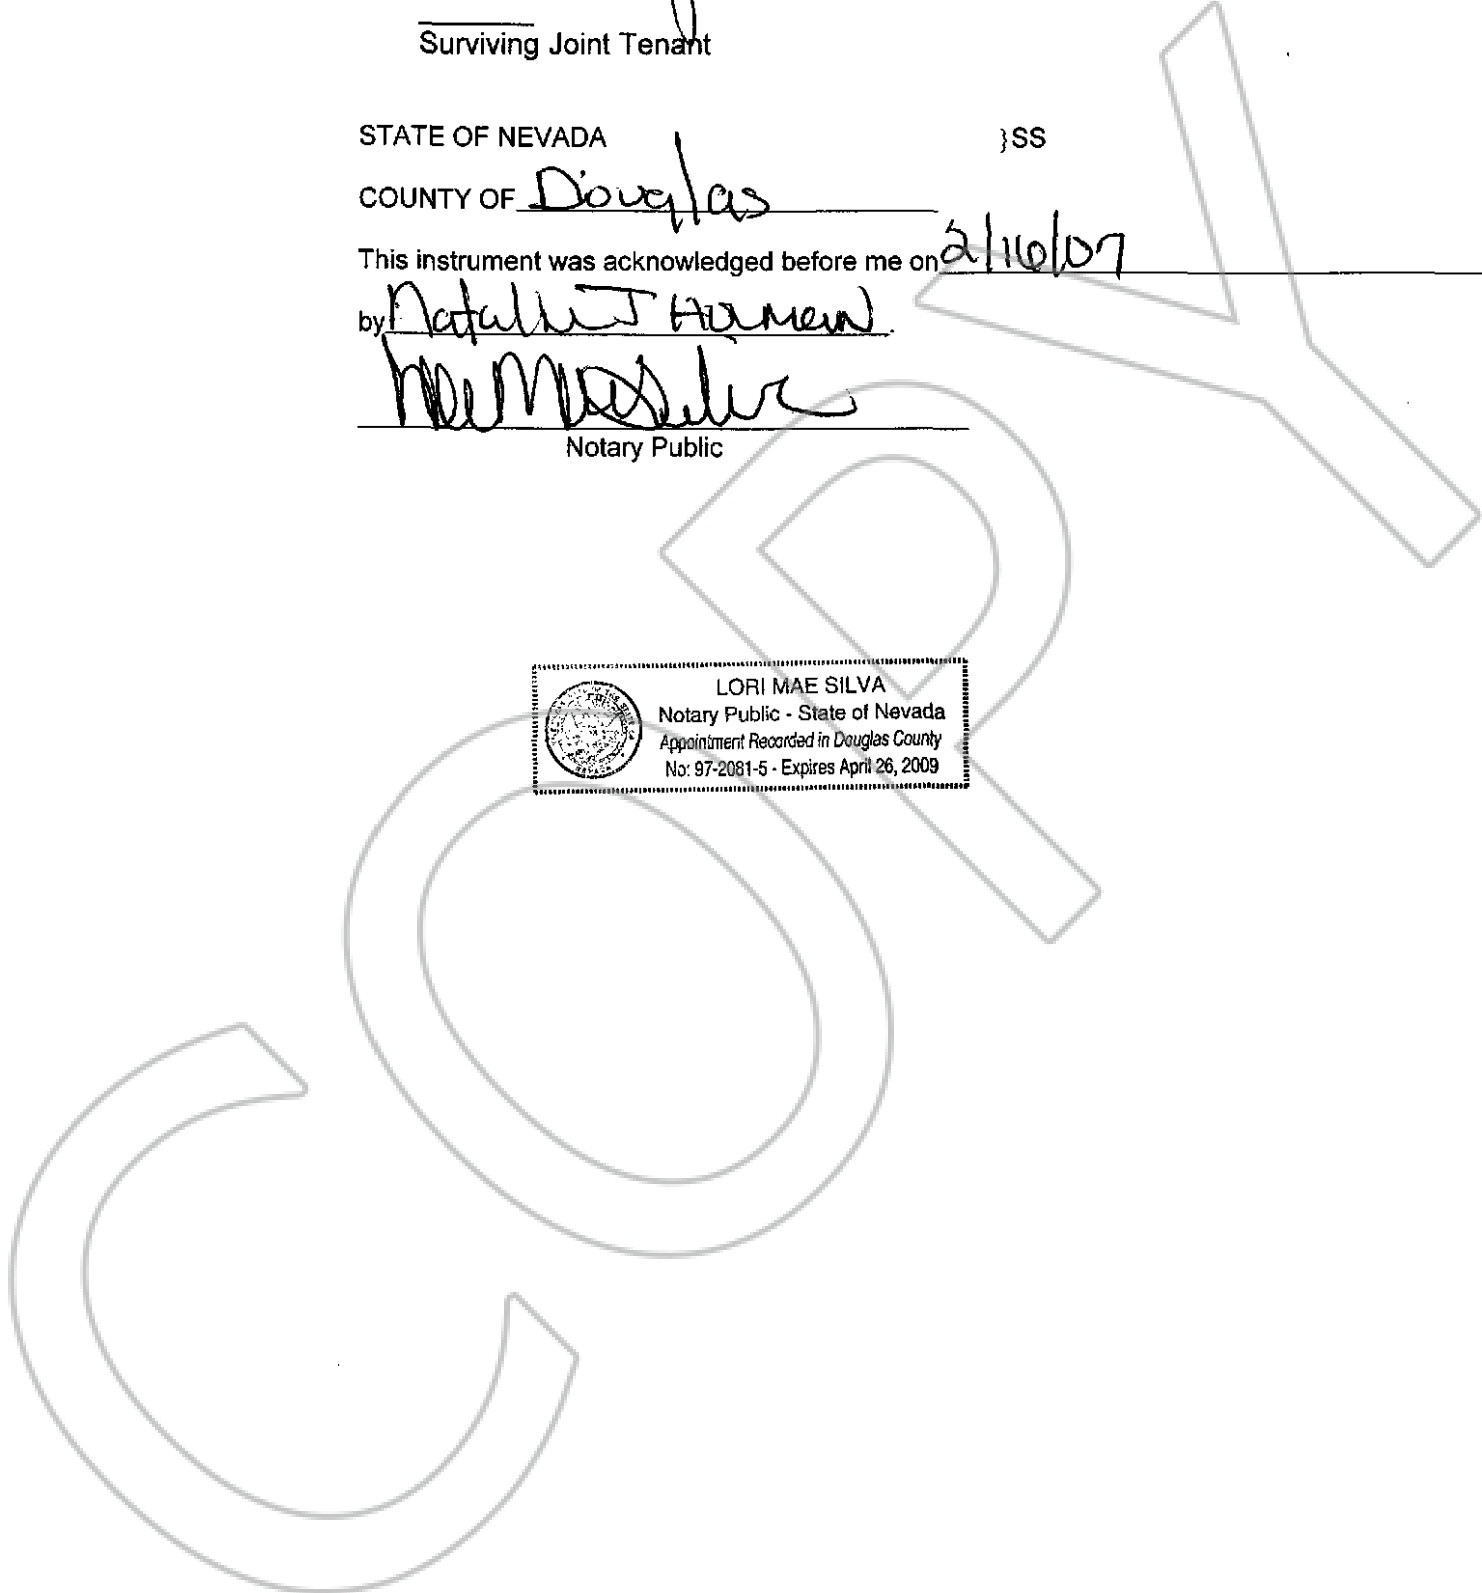 Surviving Joint Tenant
STATE OF NEVADA }SS
COUNTY OF Douglas
This instrument was acknowledged before me on 2/16/07
by Natalie J
Notary Public
LORI MAE SILVA
Notary Public - State of Nevada
Appointment Recorded in Douglas County
No: 97-2081-5 - Expires April 26, 2009
COPY